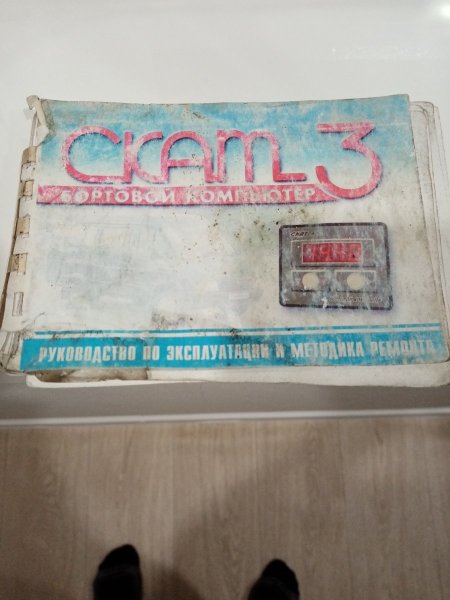 СКАТ 3
БОРТОВОЙ КОМПЬЮТЕР
РУКОВОДСТВО ПО ЭКСПЛУАТАЦИИ И МЕТОДИКА РЕМОНТА